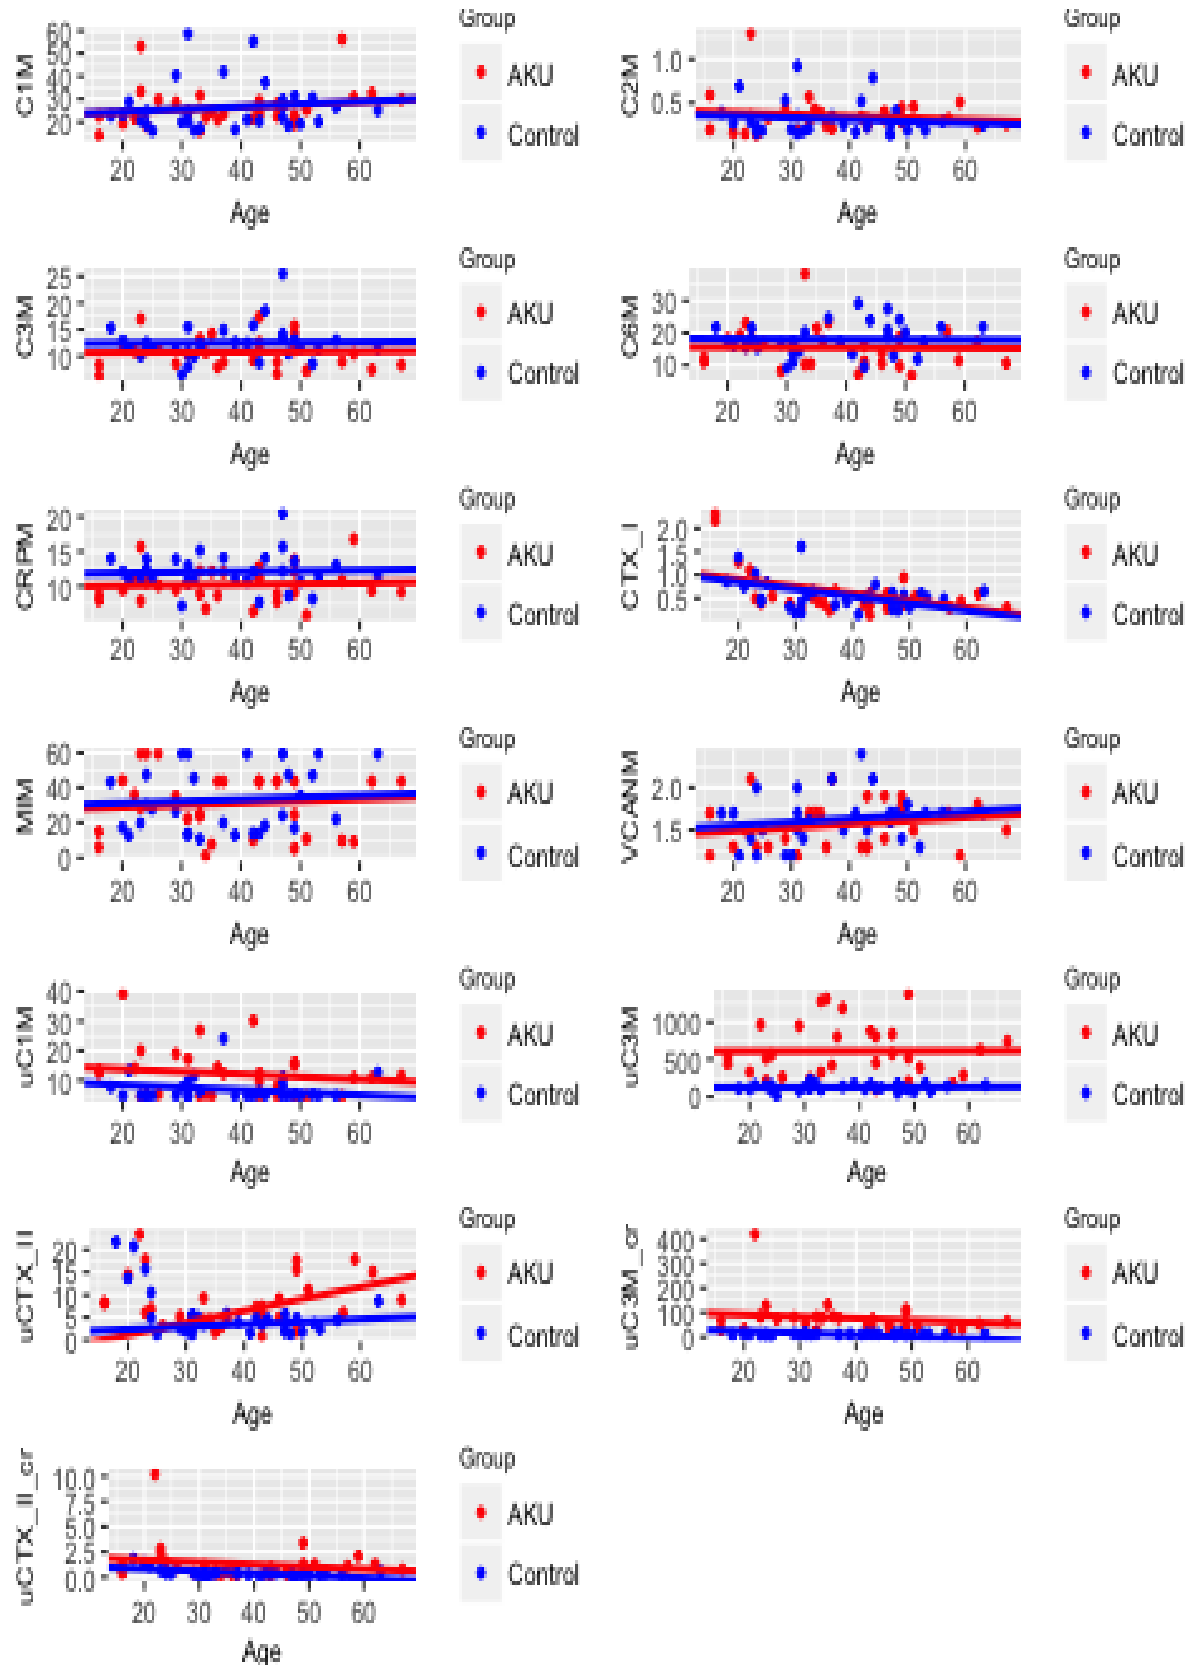 C1M
60
50
40
30
20
20 30 40 50 60
Age
Group
AKU
Control
C2M
1.0
0.5
20 30 40 50 60
Age
Group
AKU
Control
C3M
25
20
15
10
20 30 40 50 60
Age
Group
AKU
Control
C6M
30
20
10
20 30 40 50 60
Age
Group
AKU
Control
CRPM
20
15
10
20 30 40 50 60
Age
Group
AKU
Control
CTX_I
2.0
1.5
1.0
0.5
20 30 40 50 60
Age
Group
AKU
Control
MIM
60
40
20
0
20 30 40 50 60
Age
Group
AKU
Control
VCANIM
2.0
1.5
20 30 40 50 60
Age
Group
AKU
Control
uC1M
40
30
20
10
20 30 40 50 60
Age
Group
AKU
Control
uC3M
1000
500
0
20 30 40 50 60
Age
Group
AKU
Control
uCTX_II
20
15
10
5
0
20 30 40 50 60
Age
Group
AKU
Control
uC3M_cr
400
300
200
100
0
20 30 40 50 60
Age
Group
AKU
Control
uCTX_II_cr
10.0
7.5
5.0
2.5
0.0
20 30 40 50 60
Age
Group
AKU
Control